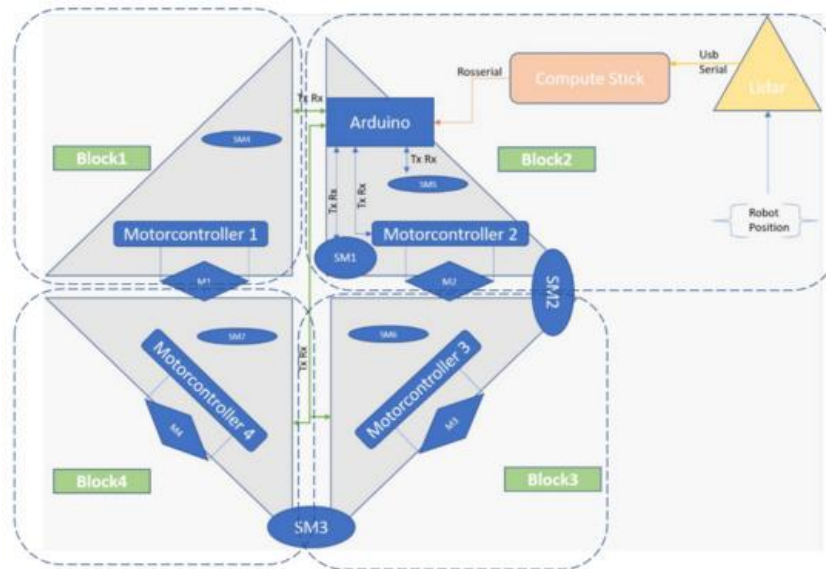 Usb
Serial
Rosserial
Compute Stick
Lidar
Tx Rx
Arduino
SM4
Block1
Block2
Tx Rx
SM5
Tx Rx
Tx Rx
Robot
Position
Motorcontroller 1
Motorcontroller 2
SM1
M1
M2
SM2
SM7
SM6
Tx Rx
Motorcontroller 4
Motorcontroller 3
M4
M3
Block4
Block3
SM3